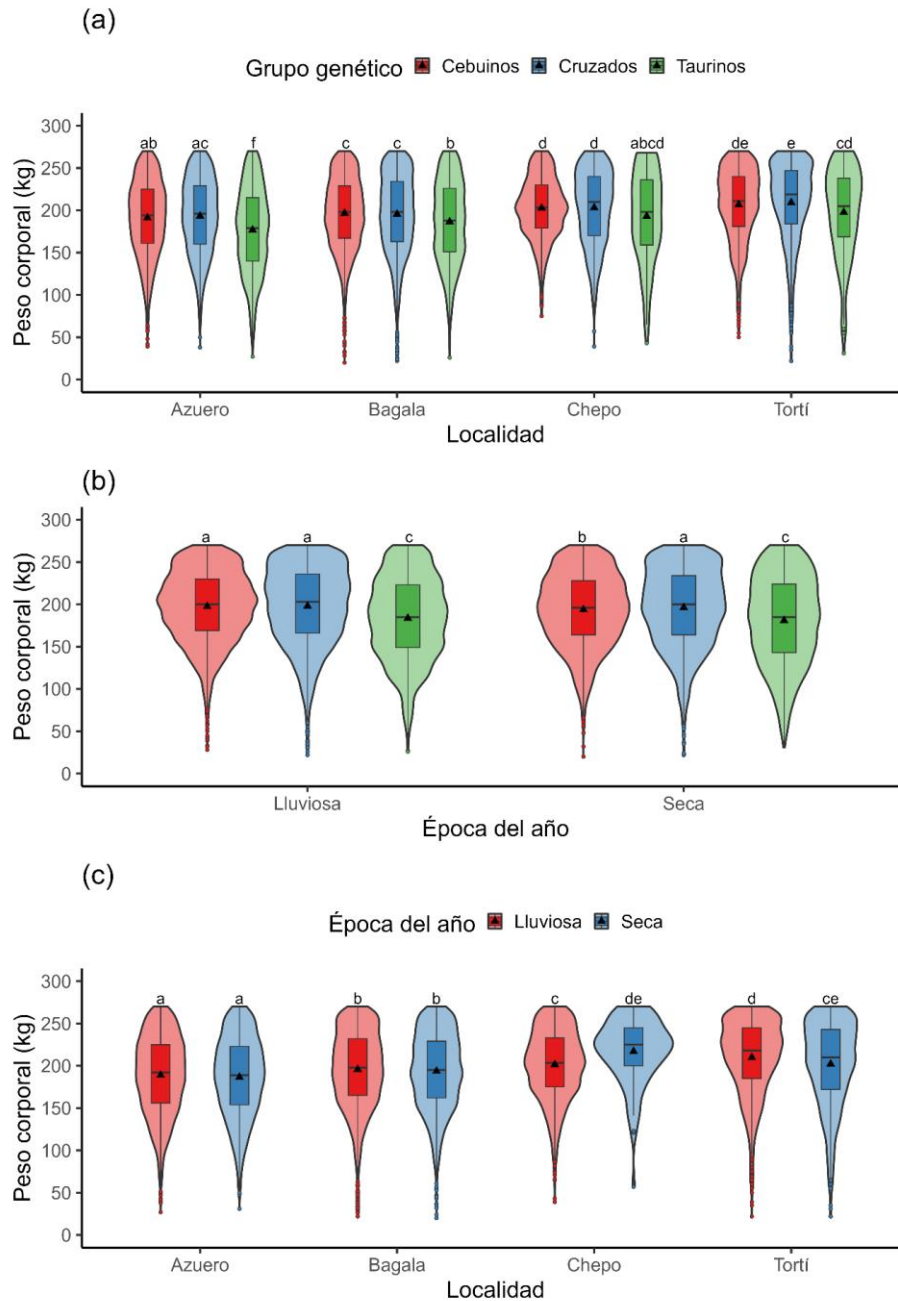 (a)
Grupo genético Cebuinos Cruzados Taurinos
Peso corporal (kg)
300
250
200
150
100
50
0
ab ac f c c b d d abcd de e cd
Azuero Bagala Chepo Tortí
Localidad
(b)
Peso corporal (kg)
300
250
200
150
100
50
0
a a c b a c
Lluviosa Seca
Época del año
(c)
Época del año Lluviosa Seca
Peso corporal (kg)
300
250
200
150
100
50
0
a a b b c de d ce
Azuero Bagala Chepo Tortí
Localidad